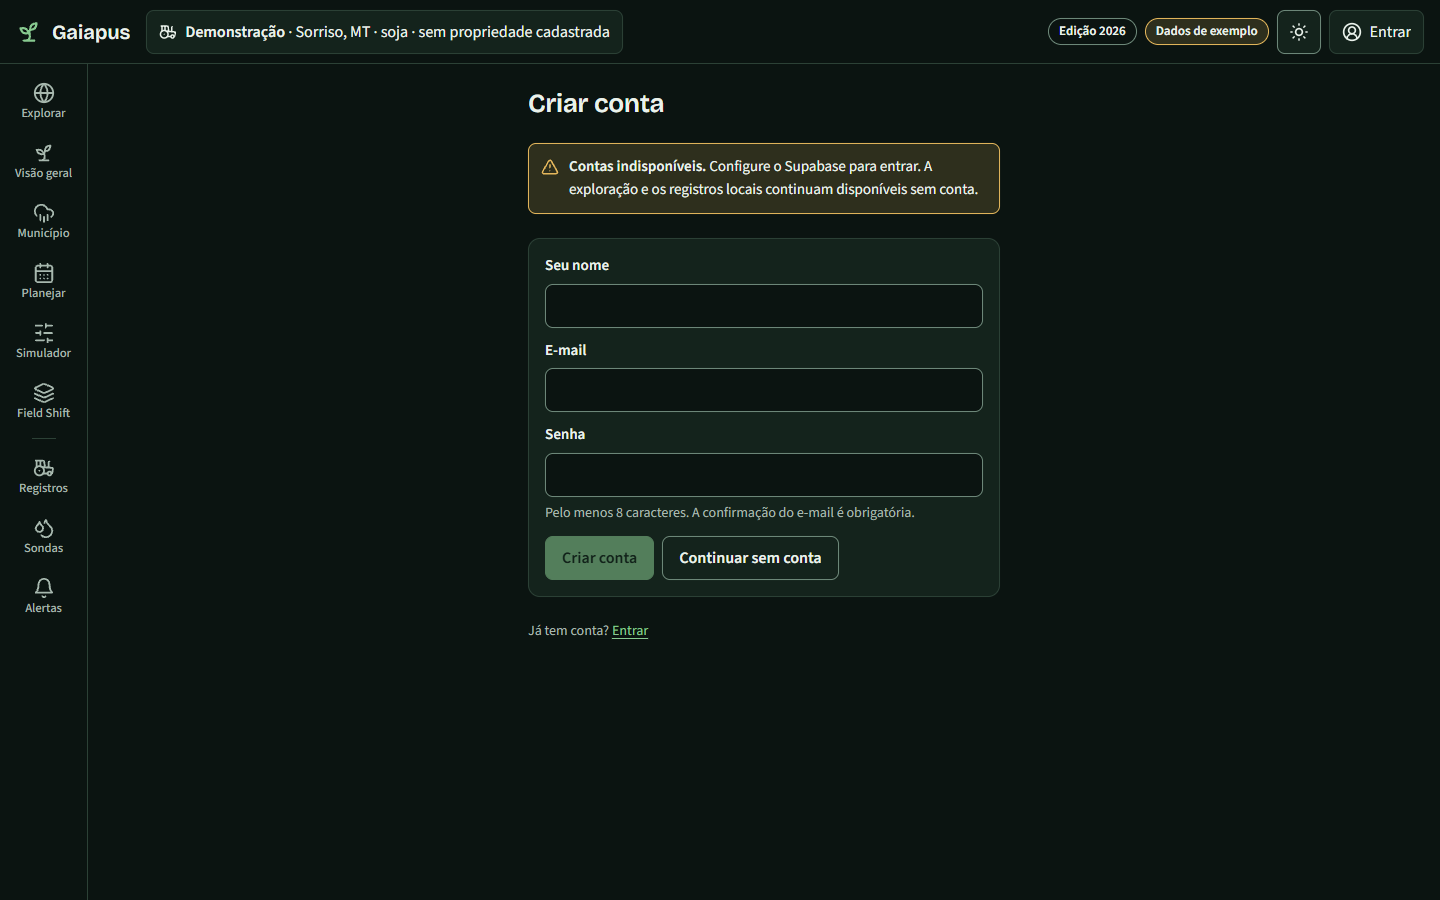 Gaiapus
Demonstração · Sorriso, MT · soja · sem propriedade cadastrada
Edição 2026
Dados de exemplo
Entrar
Explorar
Visão geral
Município
Planejar
Simulador
Field Shift
Registros
Sondas
Alertas
Criar conta
Contas indisponíveis. Configure o Supabase para entrar. A
exploração e os registros locais continuam disponíveis sem conta.
Seu nome
E-mail
Senha
Pelo menos 8 caracteres. A confirmação do e-mail é obrigatória.
Criar conta
Continuar sem conta
Já tem conta? Entrar